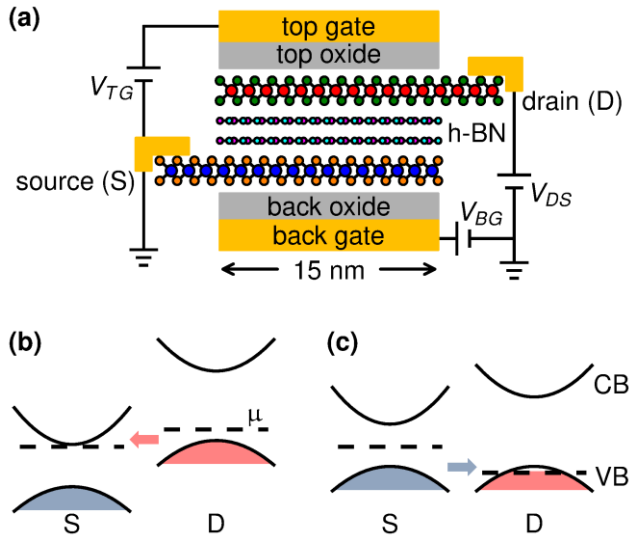 (a)
top gate
top oxide
V_TG
drain (D)
h-BN
source (S)
V_DS
back oxide
V_BG
back gate
15 nm
(b)
(c)
μ
CB
VB
S
D
S
D